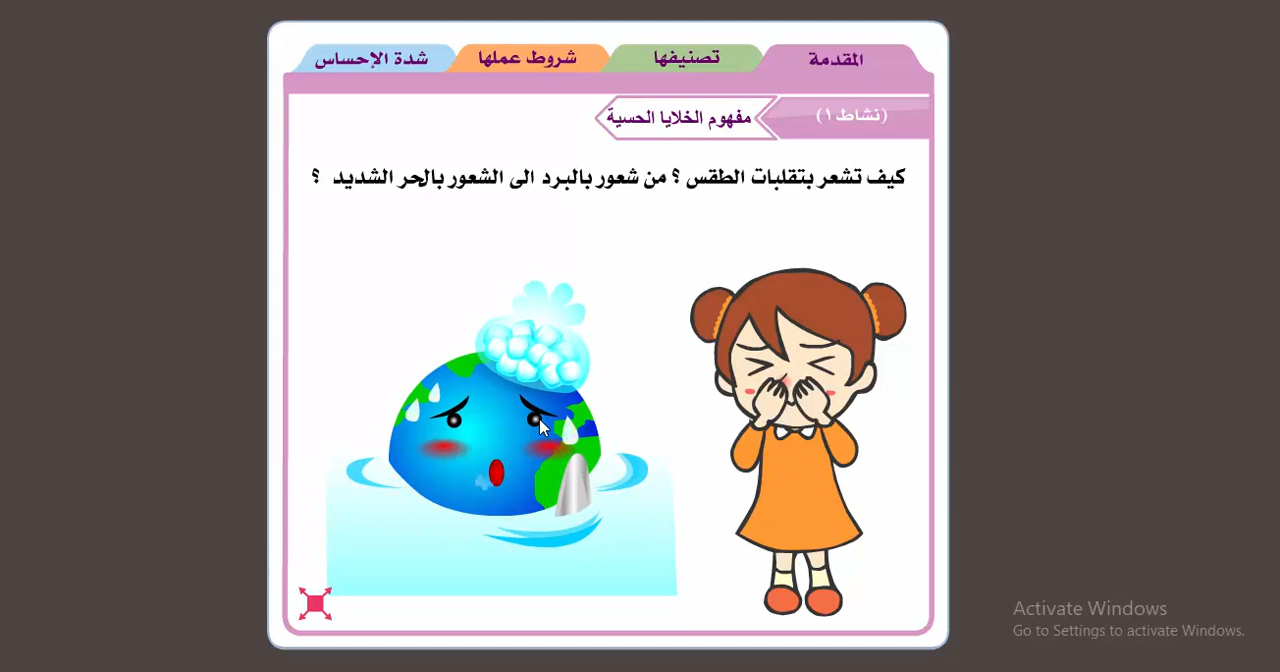 المقدمة
تصنيفها
شروط عملها
شدة الإحساس
(نشاط ١)
مفهوم الخلايا الحسية
كيف تشعر بتقلبات الطقس ؟ من شعور بالبرد الى الشعور بالحر الشديد ؟
Activate Windows
Go to Settings to activate Windows.